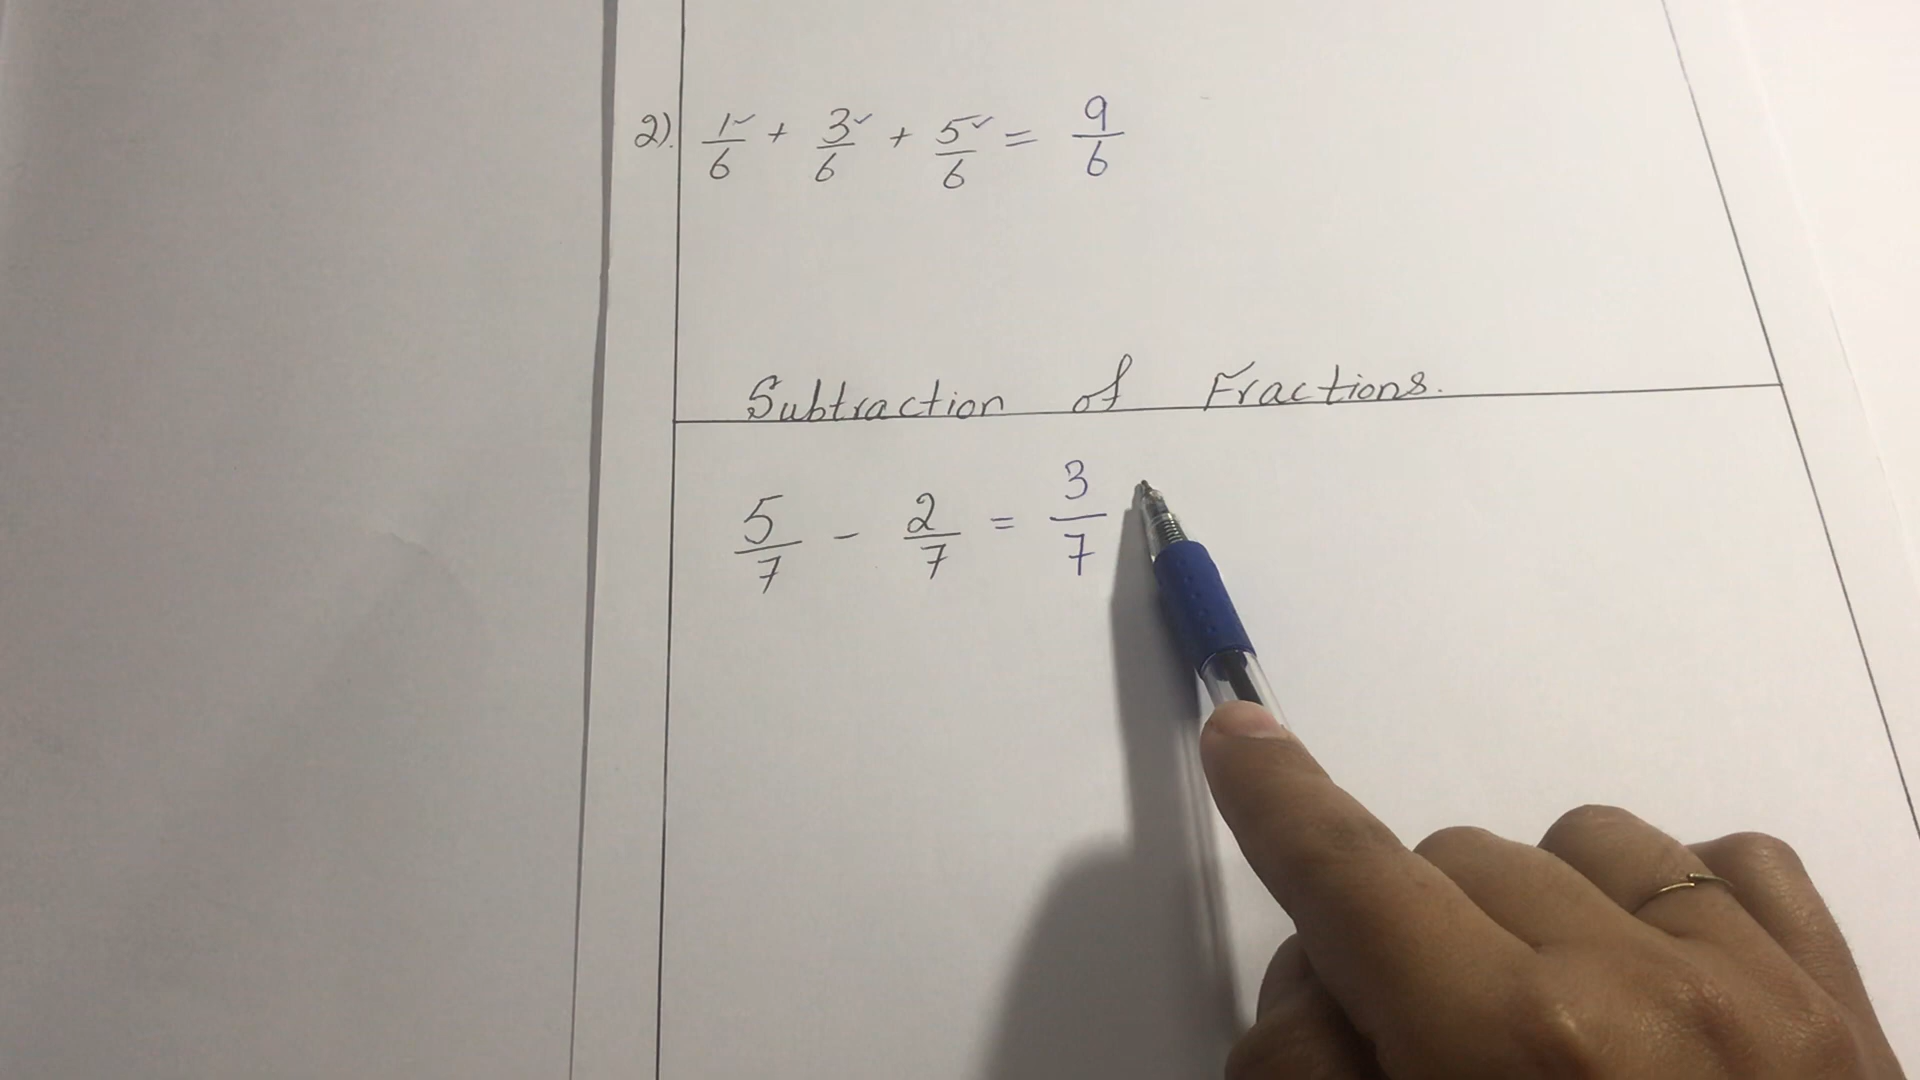 2). 1/6 + 3/6 + 5/6 = 9/6
Subtraction of Fractions.
5/7 - 2/7 = 3/7